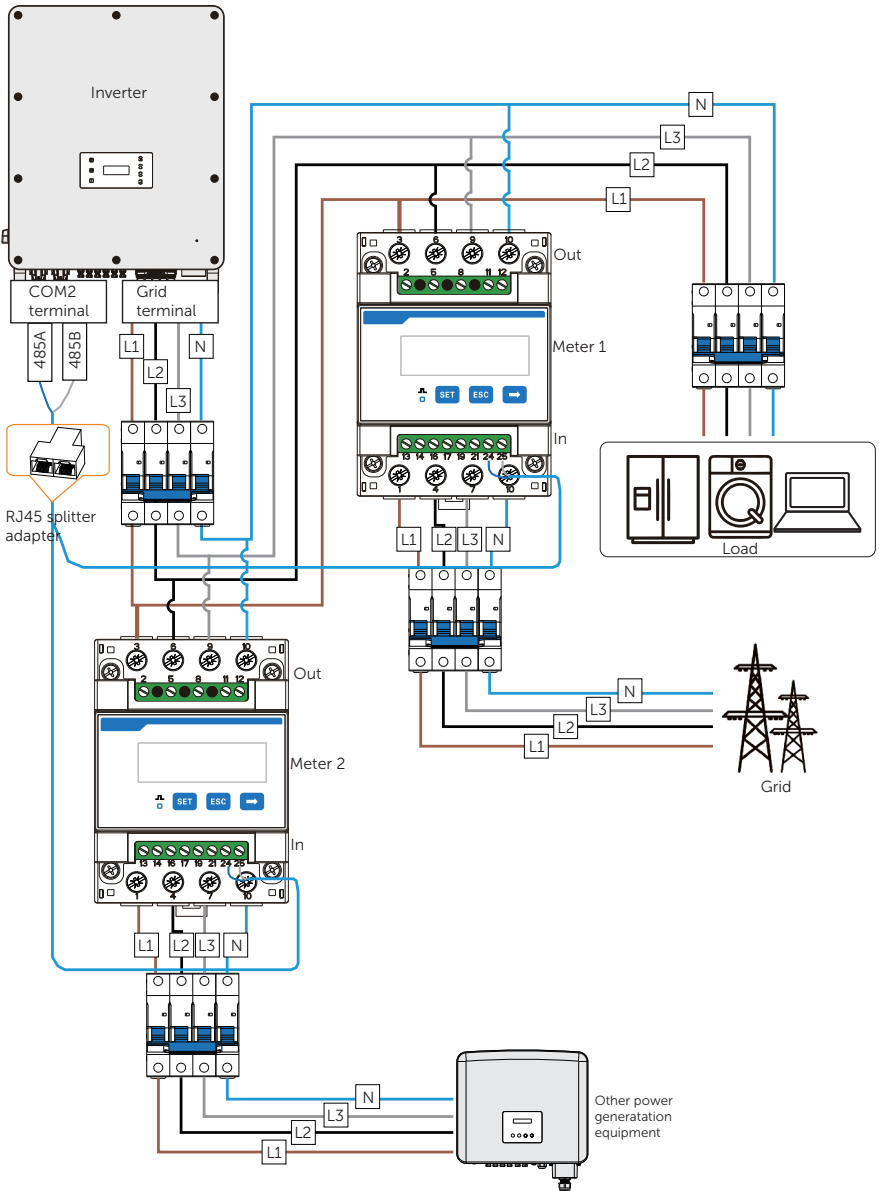 Inverter
N
L3
L2
L1
3 6 9 10
Out
2 5 8 11 12
COM2
terminal
Grid
terminal
485A
485B
L1
L2
L3
N
Meter 1
SET ESC
In
13 14 16 17 19 21 24 25
1 4 7 10
RJ45 splitter
adapter
L1 L2 L3 N
Load
3 6 9 10
Out
2 5 8 11 12
N
L3
L2
L1
Grid
Meter 2
SET ESC
In
13 14 16 17 19 21 24 25
1 4 7 10
L1 L2 L3 N
N
L3
L2
L1
Other power
generatation
equipment